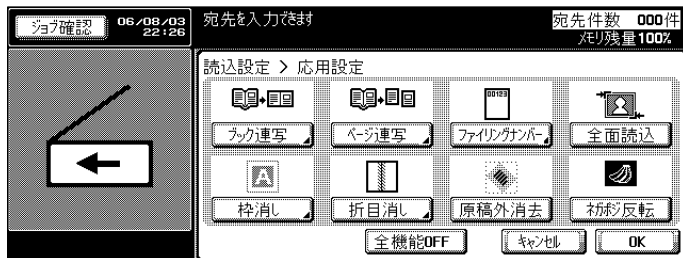 ジョブ確認
06/08/03
22:26
宛先を入力できます
宛先件数 000件
メモリ残量100%
読込設定 > 応用設定
00123
ブック連写
ページ連写
ファイリングナンバー
全面読込
A
枠消し
折目消し
原稿外消去
ネガポジ反転
全機能OFF
キャンセル
OK